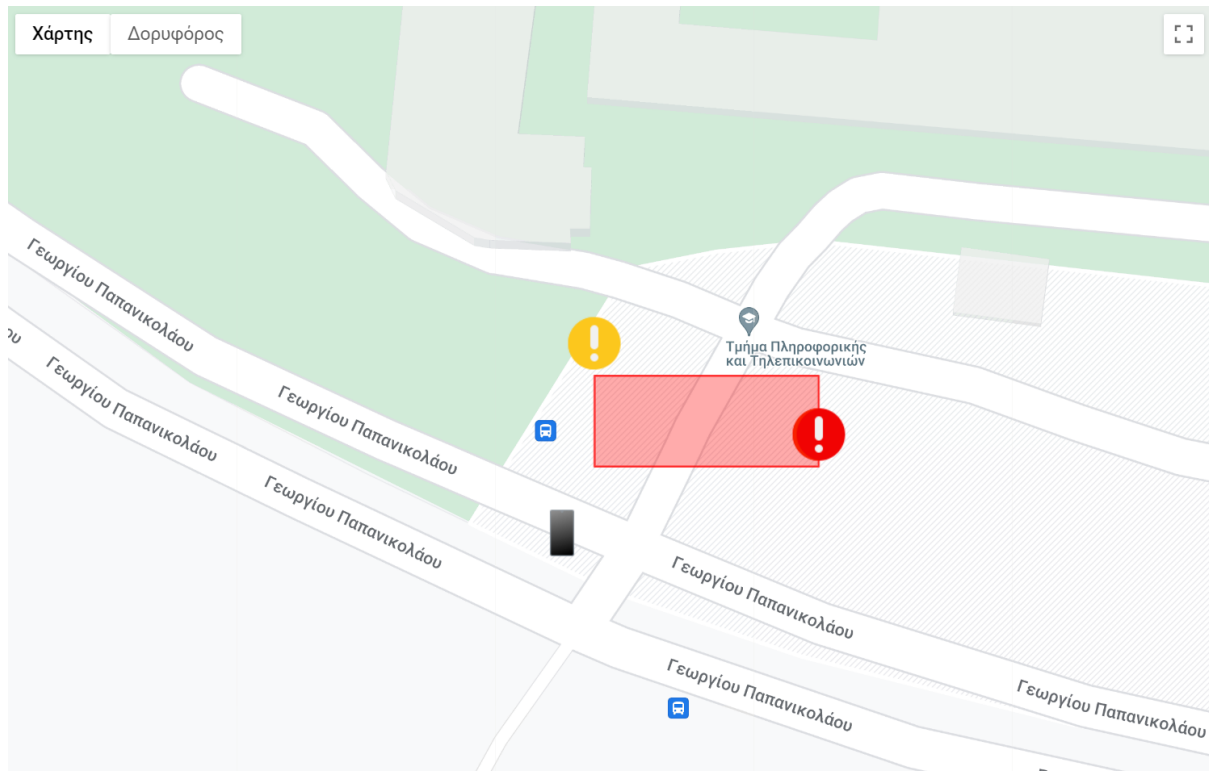 Χάρτης
Δορυφόρος
Γεωργίου Παπανικολάου
ου
Γεωργίου Παπανικολάου
Γεωργίου Παπανικολάου
Γεωργίου Παπανικολάου
Τμήμα Πληροφορικής
και Τηλεπικοινωνιών
Γεωργίου Παπανικολάου
Γεωργίου Παπανικολάου
Γεωργίου Παπανικολάου